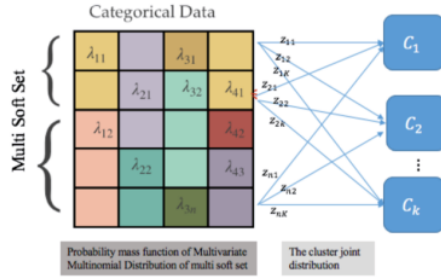 Categorical Data
Multi Soft Set
λ11 λ31
λ21 λ32 λ41
λ12 λ42
λ22 λ43
λ3n
z11
z12
z1K
z21
z22
z2k
zn1
zn2
znK
C1
C2
⋮
Ck
Probability mass function of Multivariate
Multinomial Distribution of multi soft set
The cluster joint
distribution